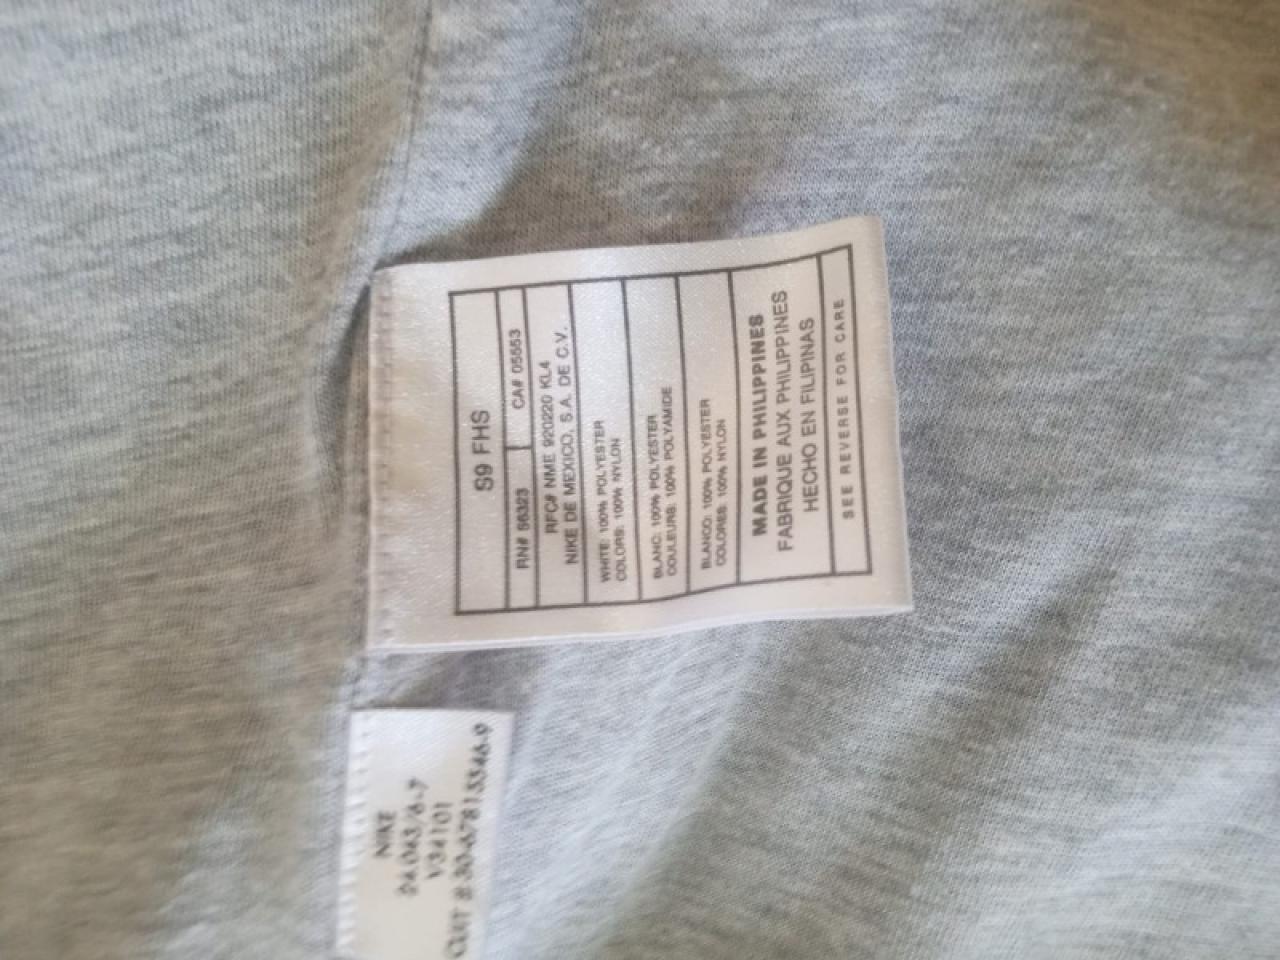 S9 FHS
RN# 56323 CA# 05553
RFC# NME 920220 KL4
NIKE DE MEXICO, S.A. DE C.V.
WHITE: 100% POLYESTER
COLORS: 100% NYLON
BLANC: 100% POLYESTER
COULEURS: 100% POLYAMIDE
BLANCO: 100% POLYESTER
COLORES: 100% NYLON
MADE IN PHILIPPINES
FABRIQUE AUX PHILIPPINES
HECHO EN FILIPINAS
SEE REVERSE FOR CARE
NIKE
V34101